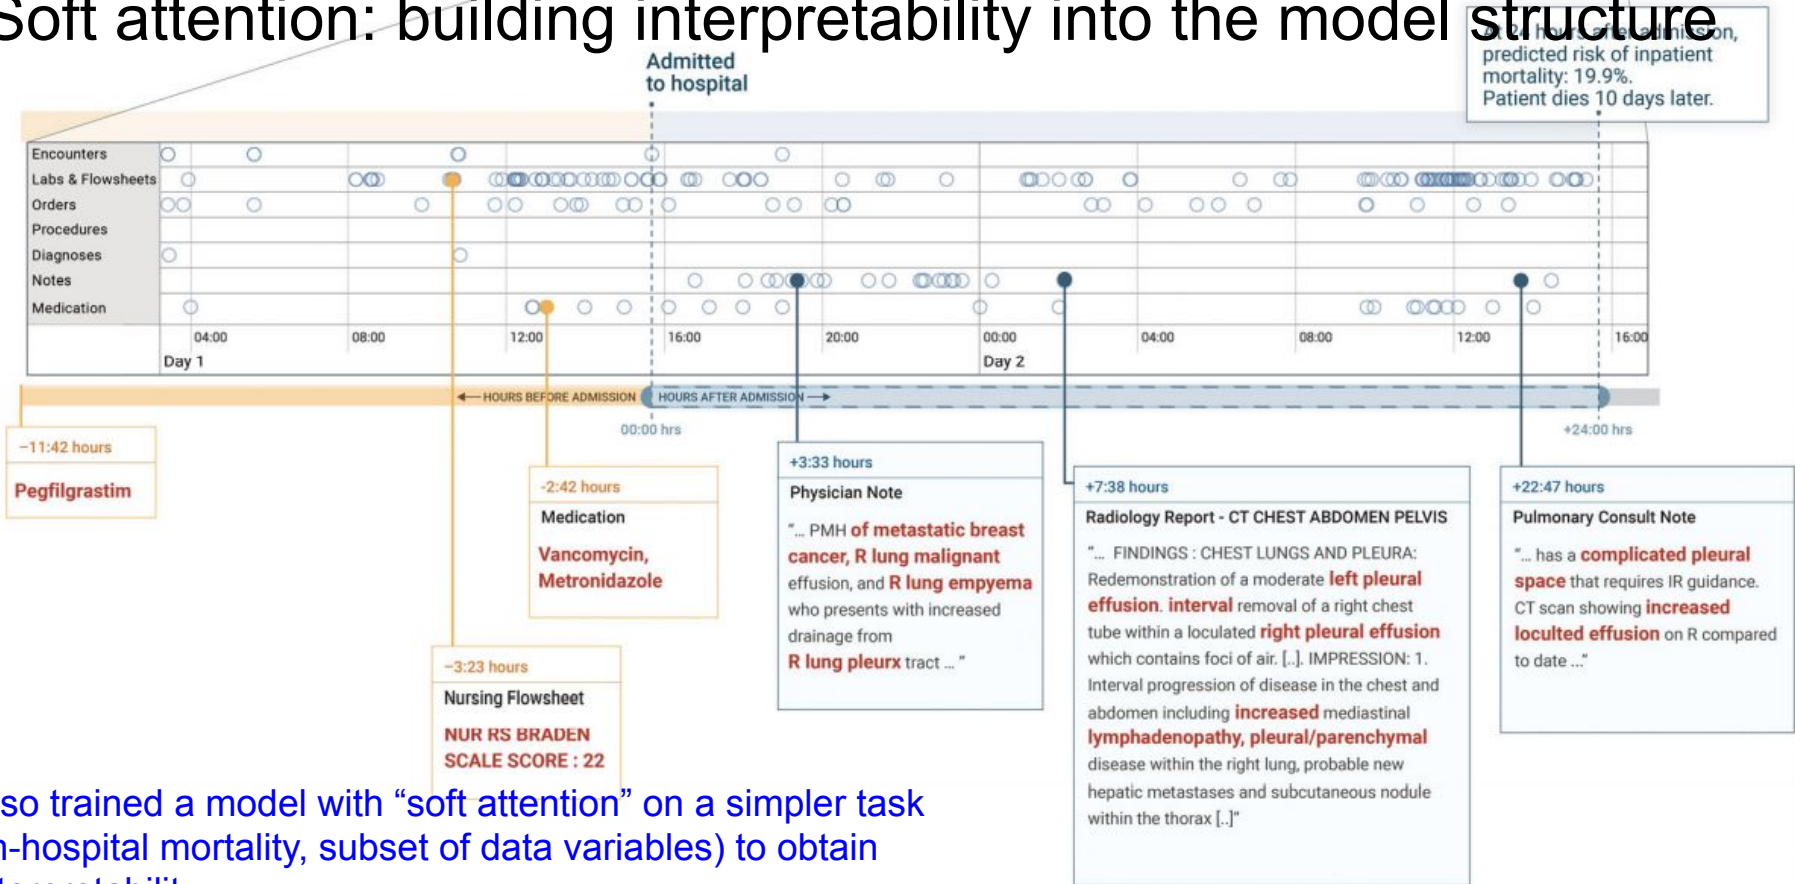 Soft attention: building interpretability into the model structure
At 24 hours after admission,
predicted risk of inpatient
mortality: 19.9%.
Patient dies 10 days later.
Admitted
to hospital
Encounters
Labs & Flowsheets
Orders
Procedures
Diagnoses
Notes
Medication
04:00 08:00 12:00 16:00 20:00 00:00 04:00 08:00 12:00 16:00
Day 1 Day 2
HOURS BEFORE ADMISSION HOURS AFTER ADMISSION
00:00 hrs +24:00 hrs
−11:42 hours
Pegfilgrastim
−3:23 hours
Nursing Flowsheet
NUR RS BRADEN
SCALE SCORE : 22
-2:42 hours
Medication
Vancomycin,
Metronidazole
+3:33 hours
Physician Note
"... PMH of metastatic breast
cancer, R lung malignant
effusion, and R lung empyema
who presents with increased
drainage from
R lung pleurx tract ... "
+7:38 hours
Radiology Report - CT CHEST ABDOMEN PELVIS
"... FINDINGS : CHEST LUNGS AND PLEURA:
Redemonstration of a moderate left pleural
effusion. interval removal of a right chest
tube within a loculated right pleural effusion
which contains foci of air. [..]. IMPRESSION: 1.
Interval progression of disease in the chest and
abdomen including increased mediastinal
lymphadenopathy, pleural/parenchymal
disease within the right lung, probable new
hepatic metastases and subcutaneous nodule
within the thorax [..]"
+22:47 hours
Pulmonary Consult Note
"... has a complicated pleural
space that requires IR guidance.
CT scan showing increased
loculted effusion on R compared
to date ..."
so trained a model with “soft attention” on a simpler task
n-hospital mortality, subset of data variables) to obtain